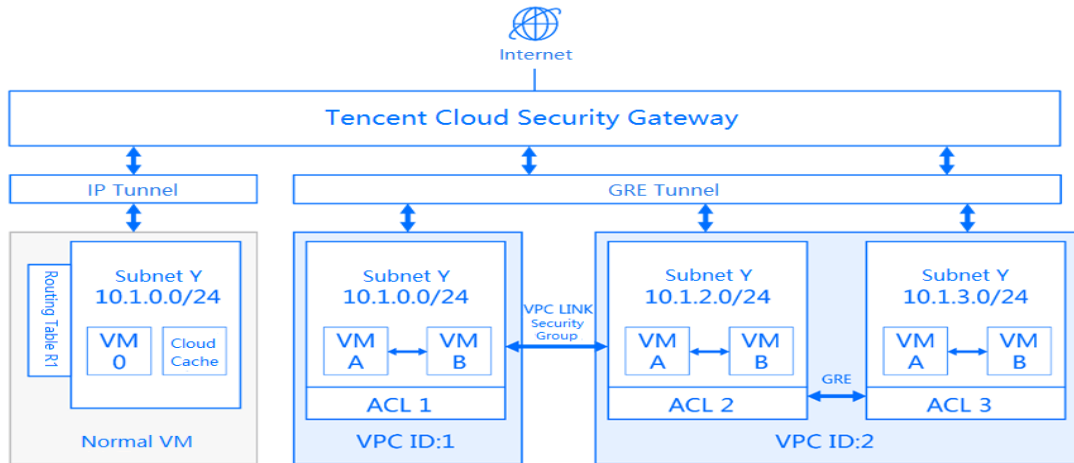 Internet
Tencent Cloud Security Gateway
IP Tunnel
GRE Tunnel
Routing Table R1
Subnet Y
10.1.0.0/24
VM
0
Cloud
Cache
Normal VM
Subnet Y
10.1.0.0/24
VM
A
VM
B
ACL 1
VPC ID:1
VPC LINK
Security
Group
Subnet Y
10.1.2.0/24
VM
A
VM
B
ACL 2
GRE
Subnet Y
10.1.3.0/24
VM
A
VM
B
ACL 3
VPC ID:2